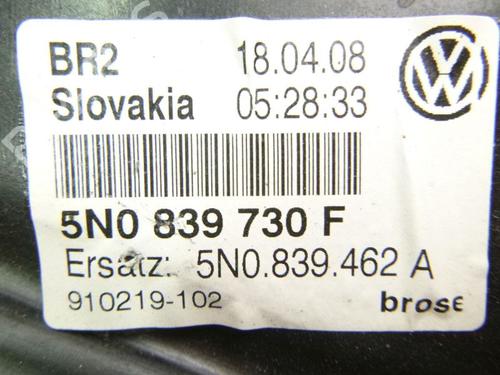 BR2 18.04.08
Slovakia 05:28:33
5N0 839 730 F
Ersatz: 5N0.839.462 A
910219-102 brose